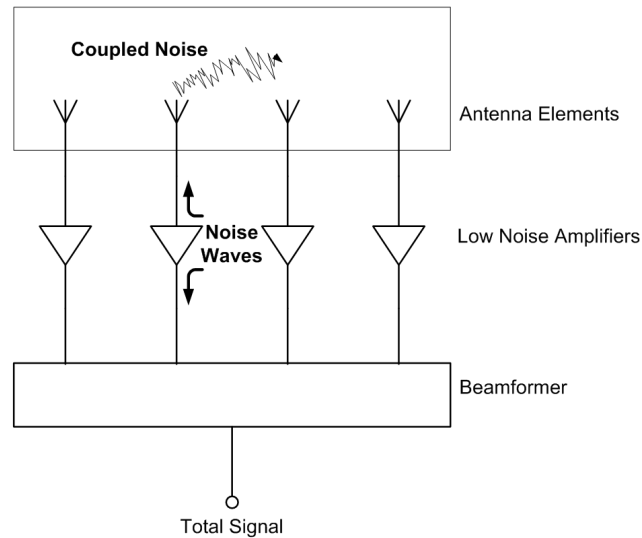 Coupled Noise
Antenna Elements
Noise
Waves
Low Noise Amplifiers
Beamformer
Total Signal